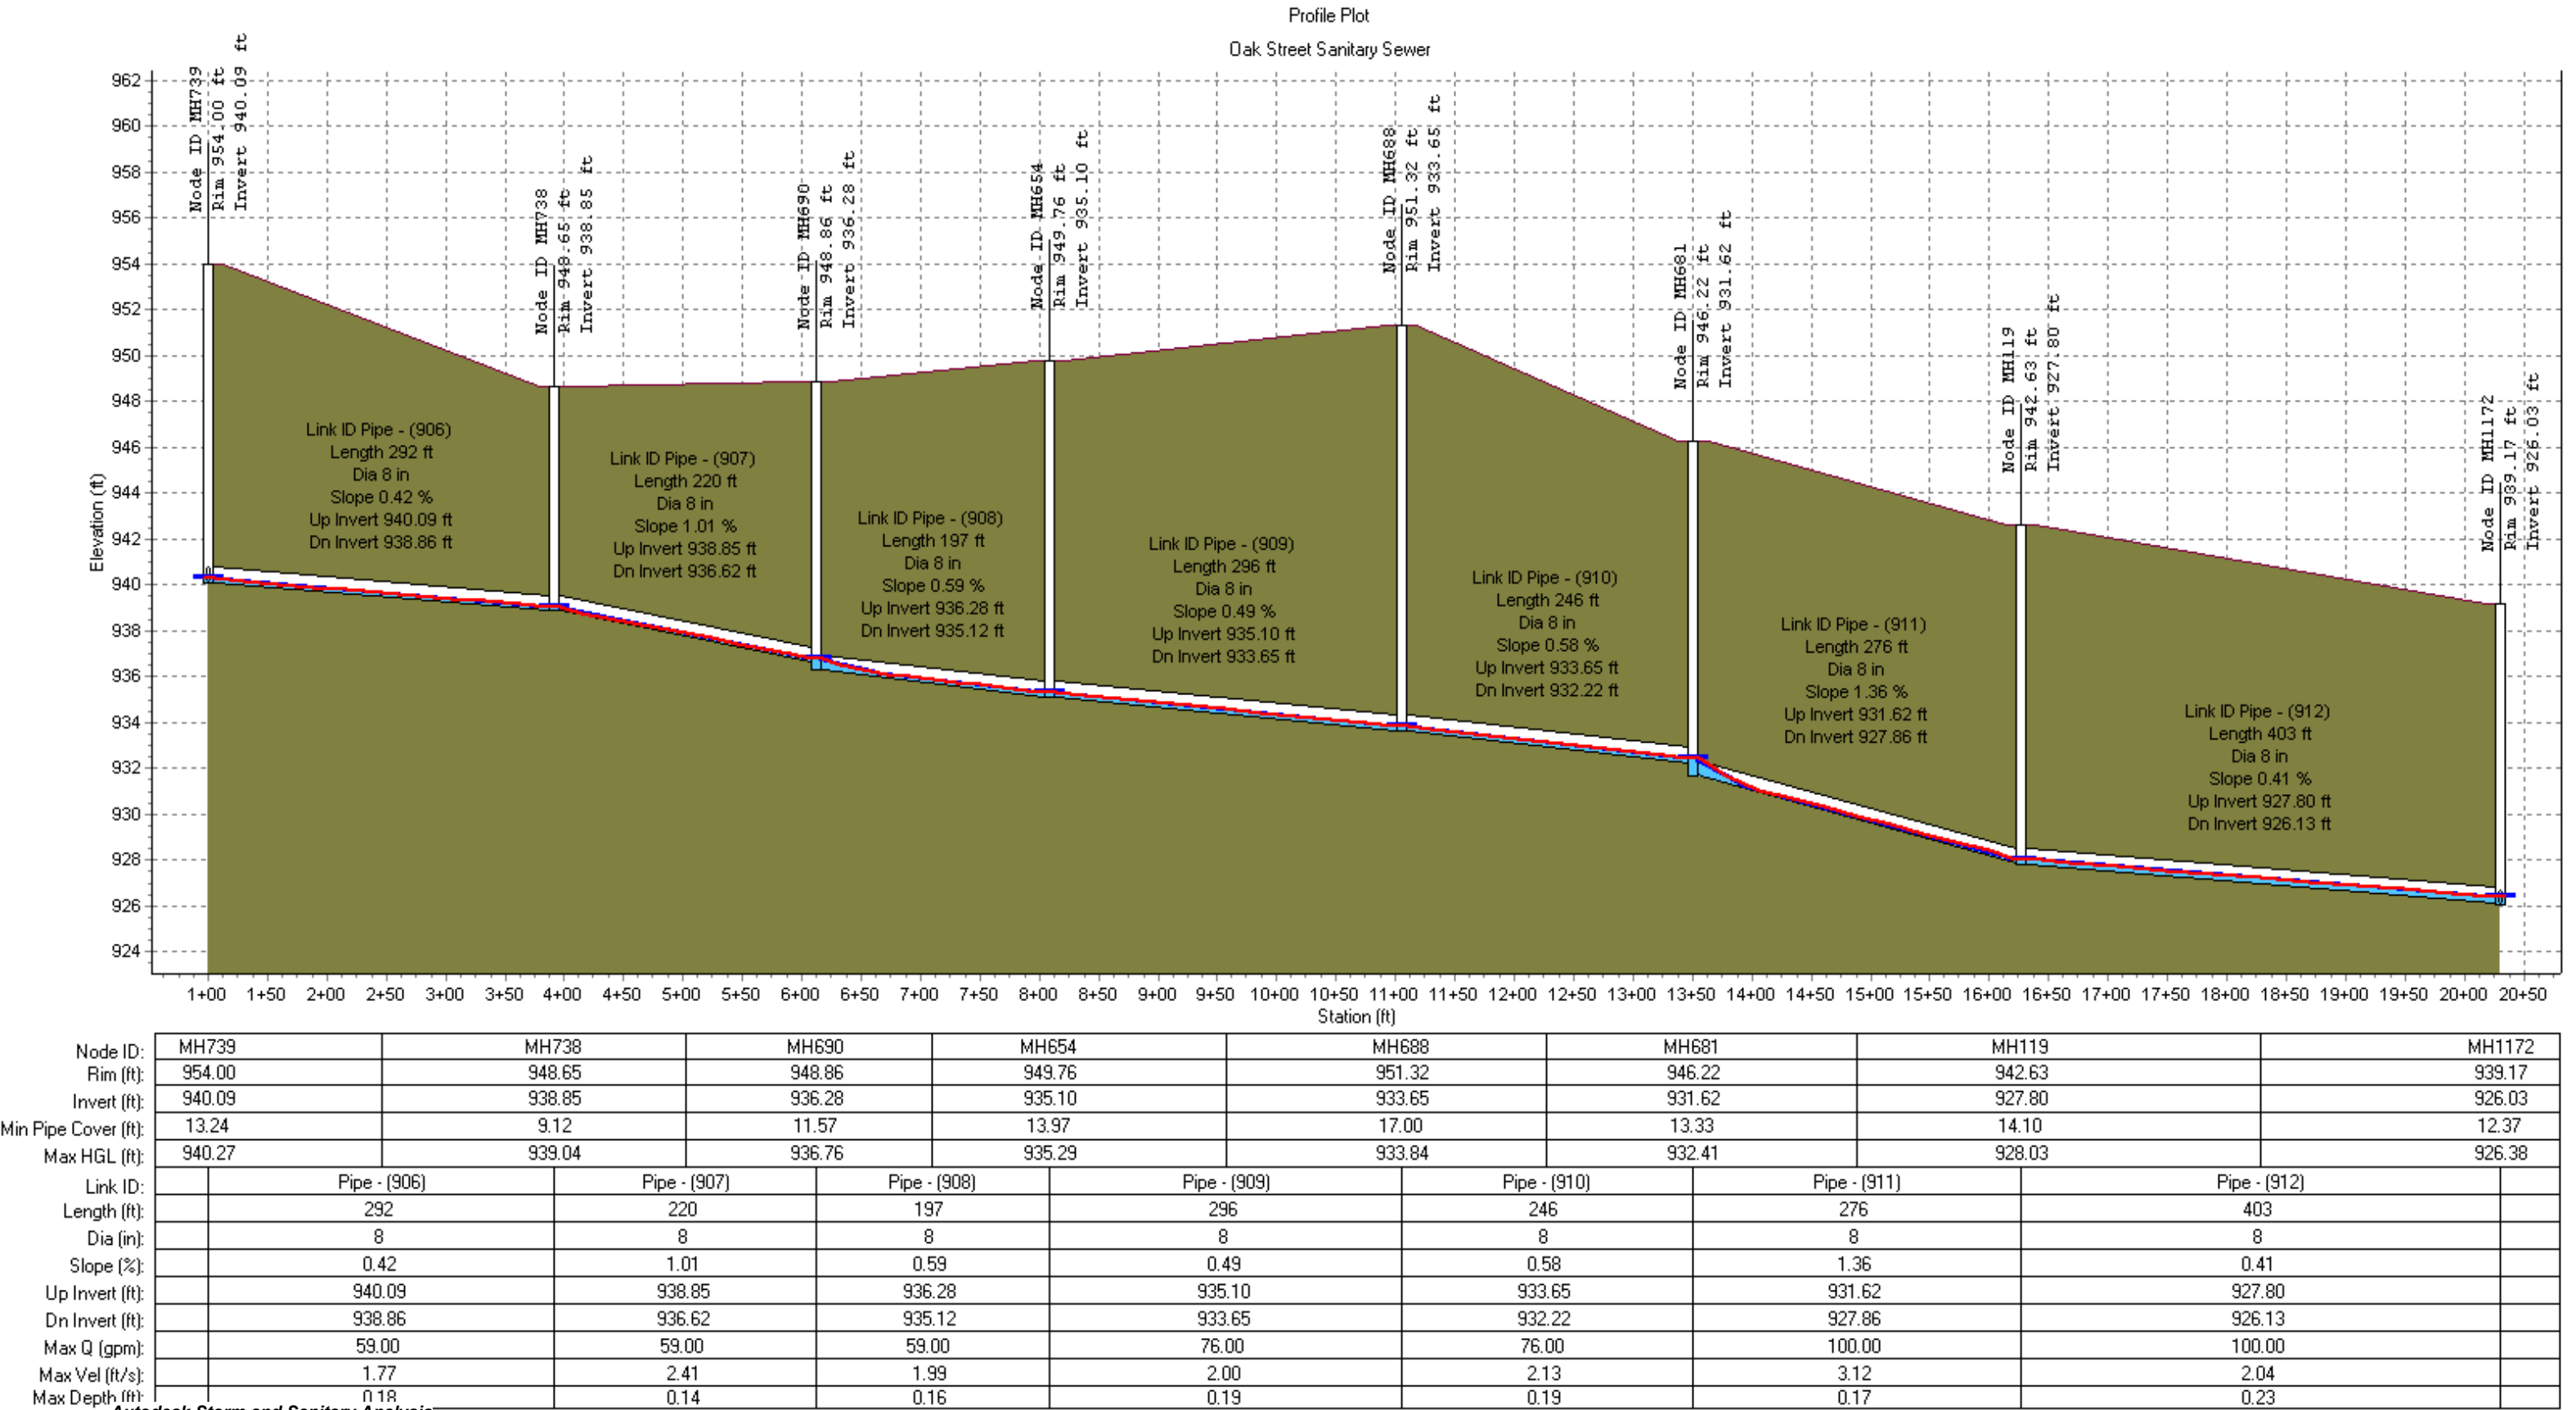 Profile Plot
Oak Street Sanitary Sewer
Node ID MH739
Rim 954.00 ft
Invert 940.09 ft
Node ID MH738
Rim 948.65 ft
Invert 938.85 ft
Node ID MH690
Rim 948.86 ft
Invert 936.28 ft
Node ID MH654
Rim 949.76 ft
Invert 935.10 ft
Node ID MH688
Rim 951.32 ft
Invert 933.65 ft
Node ID MH681
Rim 946.22 ft
Invert 931.62 ft
Node ID MH119
Rim 942.63 ft
Invert 927.80 ft
Node ID MH1172
Rim 939.17 ft
Invert 926.03 ft
Elevation (ft)
962
960
958
956
954
952
950
948
946
944
942
940
938
936
934
932
930
928
926
924
Link ID Pipe - (906)
Length 292 ft
Dia 8 in
Slope 0.42 %
Up Invert 940.09 ft
Dn Invert 938.86 ft
Link ID Pipe - (907)
Length 220 ft
Dia 8 in
Slope 1.01 %
Up Invert 938.85 ft
Dn Invert 936.62 ft
Link ID Pipe - (908)
Length 197 ft
Dia 8 in
Slope 0.59 %
Up Invert 936.28 ft
Dn Invert 935.12 ft
Link ID Pipe - (909)
Length 296 ft
Dia 8 in
Slope 0.49 %
Up Invert 935.10 ft
Dn Invert 933.65 ft
Link ID Pipe - (910)
Length 246 ft
Dia 8 in
Slope 0.58 %
Up Invert 933.65 ft
Dn Invert 932.22 ft
Link ID Pipe - (911)
Length 276 ft
Dia 8 in
Slope 1.36 %
Up Invert 931.62 ft
Dn Invert 927.86 ft
Link ID Pipe - (912)
Length 403 ft
Dia 8 in
Slope 0.41 %
Up Invert 927.80 ft
Dn Invert 926.13 ft
1+00 1+50 2+00 2+50 3+00 3+50 4+00 4+50 5+00 5+50 6+00 6+50 7+00 7+50 8+00 8+50 9+00 9+50 10+00 10+50 11+00 11+50 12+00 12+50 13+00 13+50 14+00 14+50 15+00 15+50 16+00 16+50 17+00 17+50 18+00 18+50 19+00 19+50 20+00 20+50
Station (ft)
Node ID: MH739 MH738 MH690 MH654 MH688 MH681 MH119 MH1172
Rim (ft): 954.00 948.65 948.86 949.76 951.32 946.22 942.63 939.17
Invert (ft): 940.09 938.85 936.28 935.10 933.65 931.62 927.80 926.03
Min Pipe Cover (ft): 13.24 9.12 11.57 13.97 17.00 13.33 14.10 12.37
Max HGL (ft): 940.27 939.04 936.76 935.29 933.84 932.41 928.03 926.38
Link ID: Pipe - (906) Pipe - (907) Pipe - (908) Pipe - (909) Pipe - (910) Pipe - (911) Pipe - (912)
Length (ft): 292 220 197 296 246 276 403
Dia (in): 8 8 8 8 8 8 8
Slope (%): 0.42 1.01 0.59 0.49 0.58 1.36 0.41
Up Invert (ft): 940.09 938.85 936.28 935.10 933.65 931.62 927.80
Dn Invert (ft): 938.86 936.62 935.12 933.65 932.22 927.86 926.13
Max Q (gpm): 59.00 59.00 59.00 76.00 76.00 100.00 100.00
Max Vel (ft/s): 1.77 2.41 1.99 2.00 2.13 3.12 2.04
Max Depth (ft): 0.18 0.14 0.16 0.19 0.19 0.17 0.23
Autodesk Storm and Sanitary Analysis